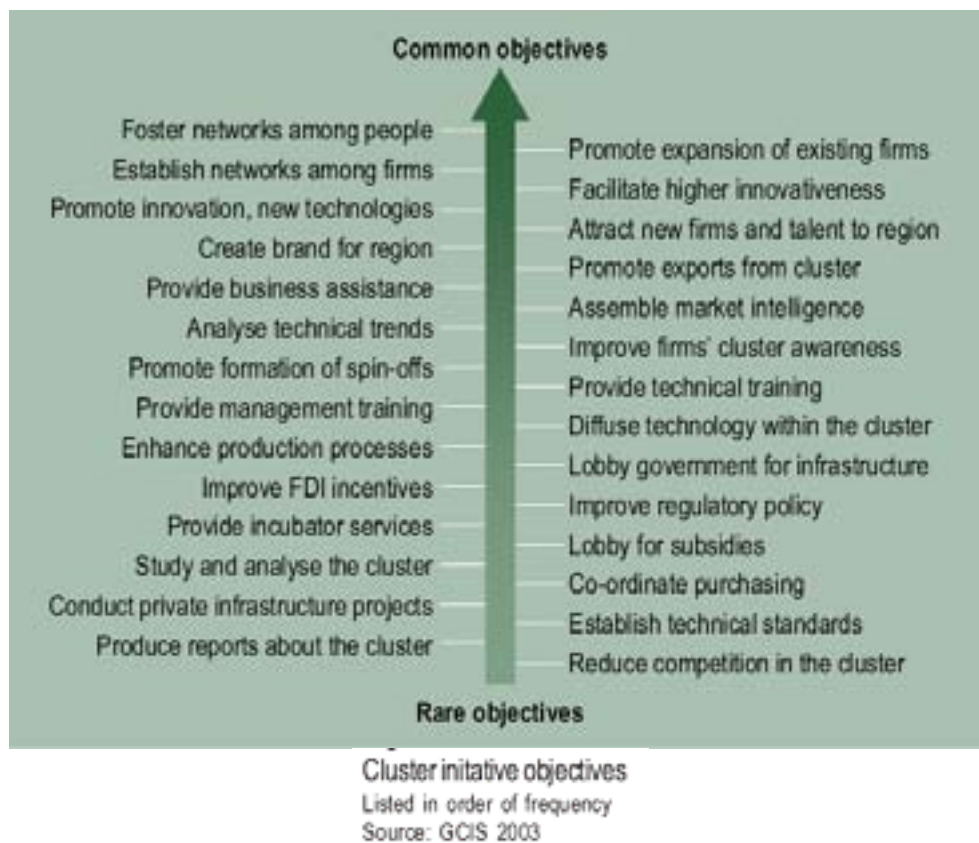 Common objectives
Foster networks among people
Promote expansion of existing firms
Establish networks among firms
Facilitate higher innovativeness
Promote innovation, new technologies
Attract new firms and talent to region
Create brand for region
Promote exports from cluster
Provide business assistance
Assemble market intelligence
Analyse technical trends
Improve firms' cluster awareness
Promote formation of spin-offs
Provide technical training
Provide management training
Diffuse technology within the cluster
Enhance production processes
Lobby government for infrastructure
Improve FDI incentives
Improve regulatory policy
Provide incubator services
Lobby for subsidies
Study and analyse the cluster
Co-ordinate purchasing
Conduct private infrastructure projects
Establish technical standards
Produce reports about the cluster
Reduce competition in the cluster
Rare objectives
Cluster initative objectives
Listed in order of frequency
Source: GCIS 2003